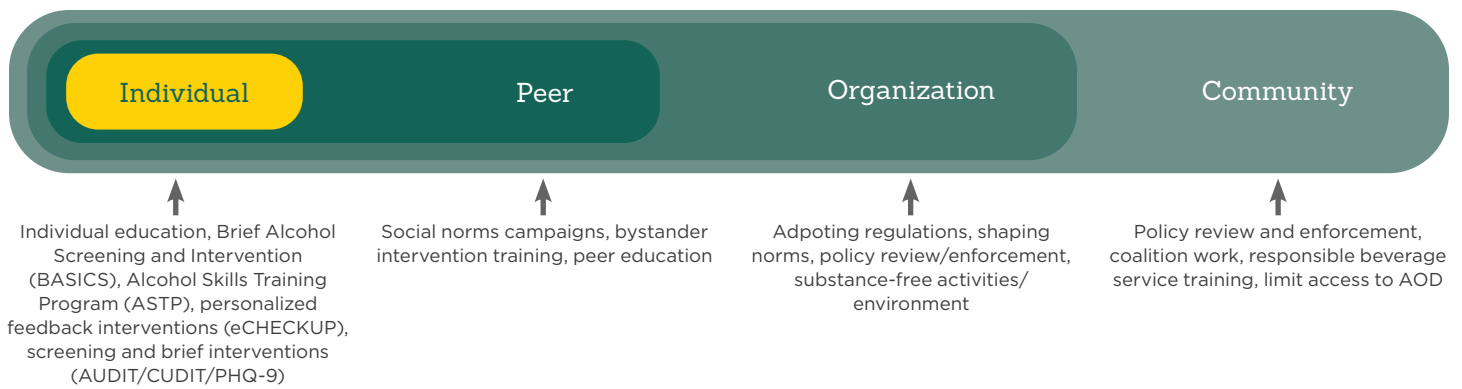 Individual
Peer
Organization
Community
Individual education, Brief Alcohol
Screening and Intervention
(BASICS), Alcohol Skills Training
Program (ASTP), personalized
feedback interventions (eCHECKUP),
screening and brief interventions
(AUDIT/CUDIT/PHQ-9)
Social norms campaigns, bystander
intervention training, peer education
Adpoting regulations, shaping
norms, policy review/enforcement,
substance-free activities/
environment
Policy review and enforcement,
coalition work, responsible beverage
service training, limit access to AOD